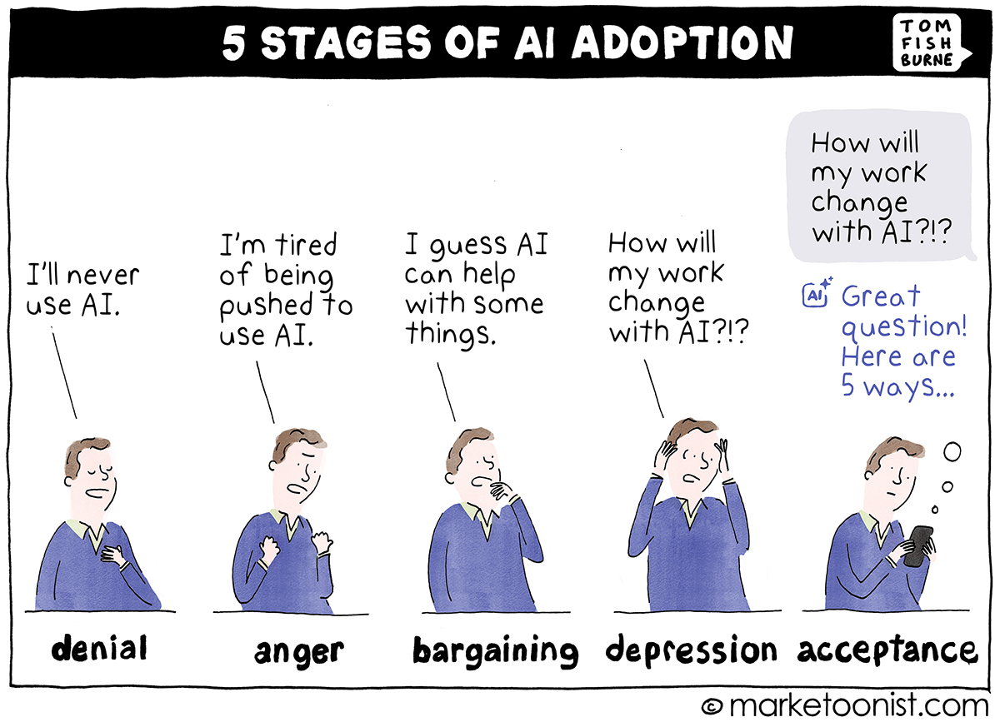 5 STAGES OF AI ADOPTION
TOM
FISH
BURNE
I'll never
use AI.
denial
I'm tired
of being
pushed to
use AI.
anger
I guess AI
can help
with some
things.
bargaining
How will
my work
change
with AI?!?
depression
How will
my work
change
with AI?!?
AI
Great
question!
Here are
5 ways...
acceptance
© marketoonist.com